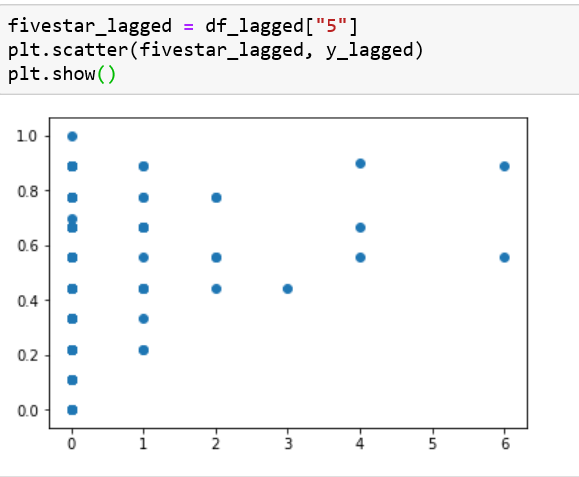 fivestar_lagged = df_lagged["5"]
plt.scatter(fivestar_lagged, y_lagged)
plt.show()
1.0
0.8
0.6
0.4
0.2
0.0
0 1 2 3 4 5 6